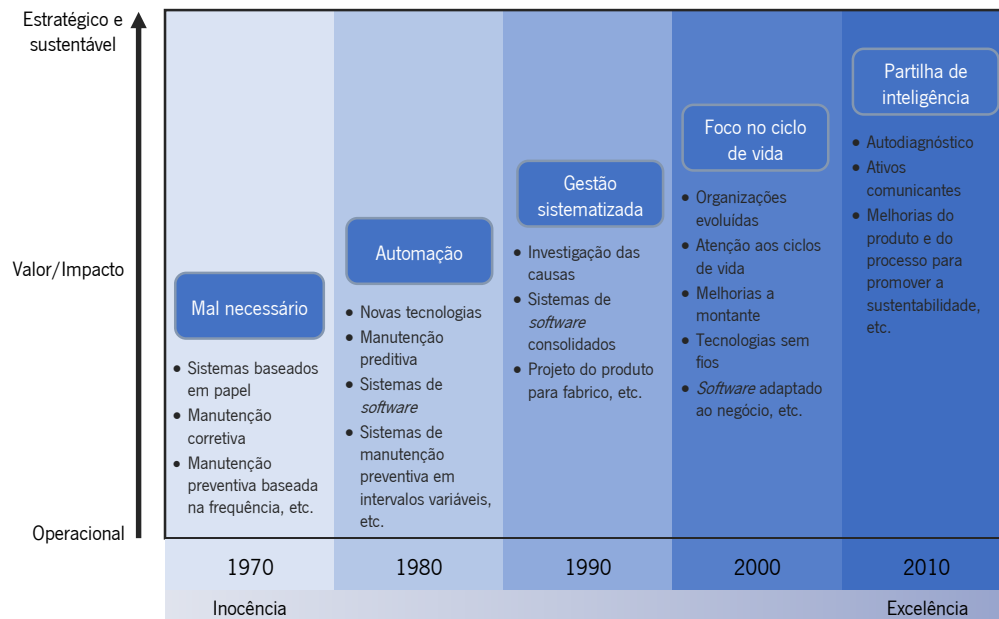 Estratégico e
sustentável
Valor/Impacto
Operacional
Mal necessário
• Sistemas baseados
em papel
• Manutenção
corretiva
• Manutenção
preventiva baseada
na frequência, etc.
Automação
• Novas tecnologias
• Manutenção
preditiva
• Sistemas de
software
• Sistemas de
manutenção
preventiva em
intervalos variáveis,
etc.
Gestão
sistematizada
• Investigação das
causas
• Sistemas de
software
consolidados
• Projeto do produto
para fabrico, etc.
Foco no ciclo
de vida
• Organizações
evoluídas
• Atenção aos ciclos
de vida
• Melhorias a
montante
• Tecnologias sem
fios
• Software adaptado
ao negócio, etc.
Partilha de
inteligência
• Autodiagnóstico
• Ativos
comunicantes
• Melhorias do
produto e do
processo para
promover a
sustentabilidade,
etc.
1970
1980
1990
2000
2010
Inocência
Excelência